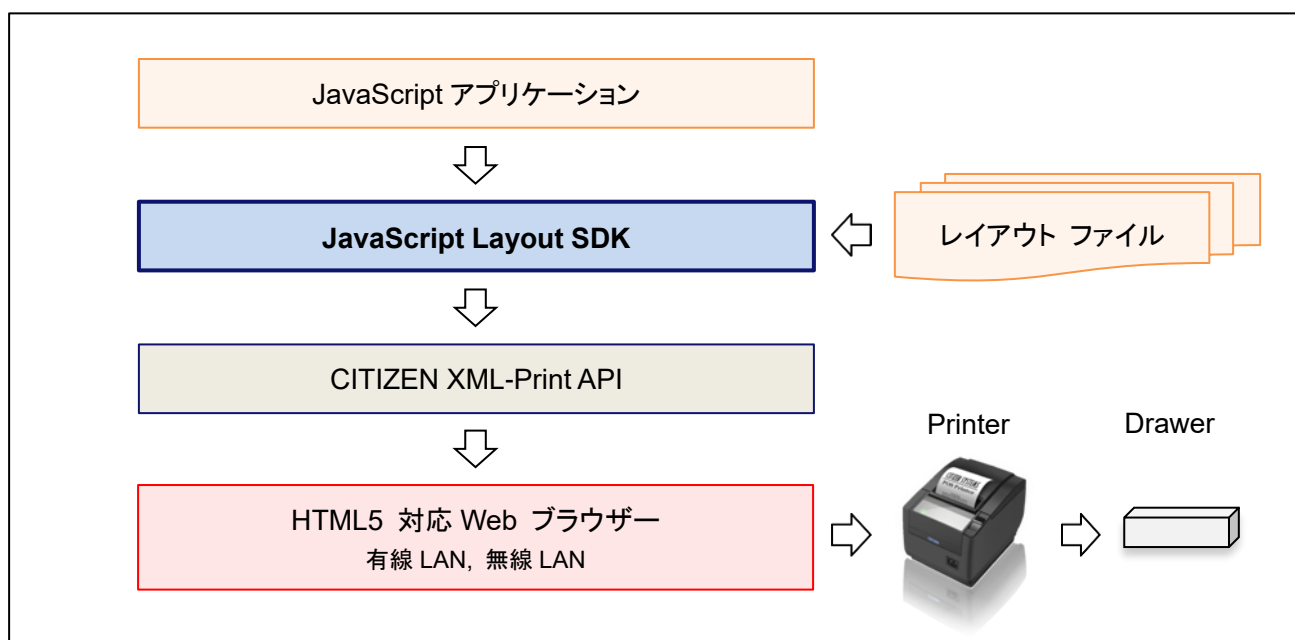 JavaScript アプリケーション
JavaScript Layout SDK
レイアウト ファイル
CITIZEN XML-Print API
Printer
Drawer
HTML5 対応 Web ブラウザー
有線 LAN, 無線 LAN